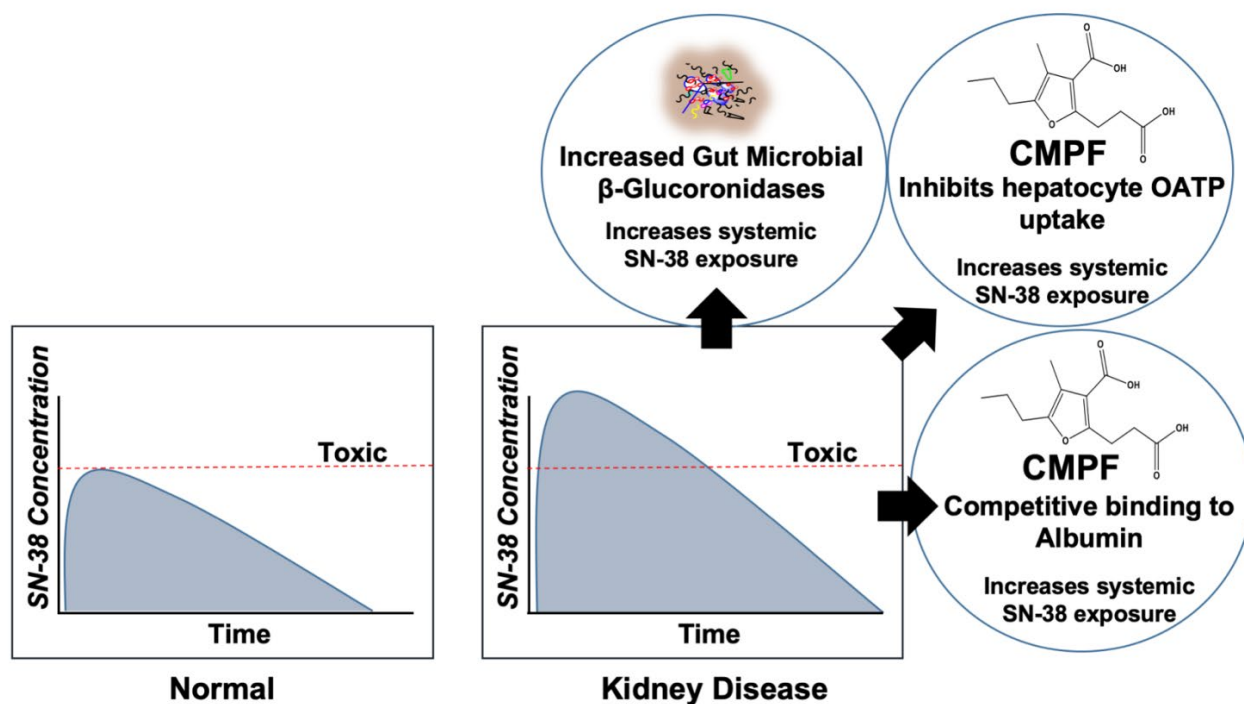 Increased Gut Microbial
β-Glucoronidases
Increases systemic
SN-38 exposure
O
OH
O
OH
O
CMPF
Inhibits hepatocyte OATP
uptake
Increases systemic
SN-38 exposure
O
OH
O
OH
O
CMPF
Competitive binding to
Albumin
Increases systemic
SN-38 exposure
SN-38 Concentration
Toxic
Time
Normal
SN-38 Concentration
Toxic
Time
Kidney Disease